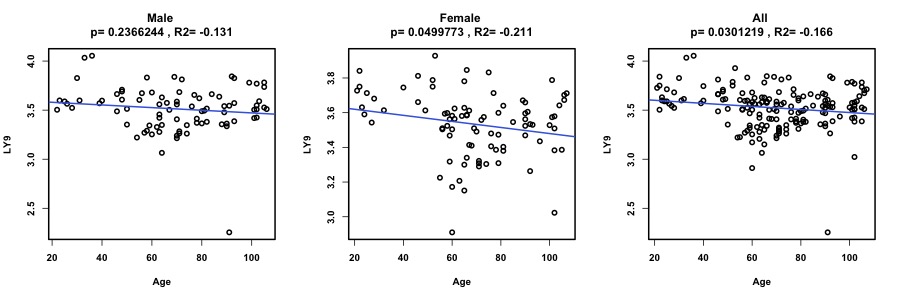 Male
p= 0.2366244 , R2= -0.131
LY9
4.0
3.5
3.0
2.5
20 40 60 80 100
Age
Female
p= 0.0499773 , R2= -0.211
LY9
3.8
3.6
3.4
3.2
3.0
20 40 60 80 100
Age
All
p= 0.0301219 , R2= -0.166
LY9
4.0
3.5
3.0
2.5
20 40 60 80 100
Age